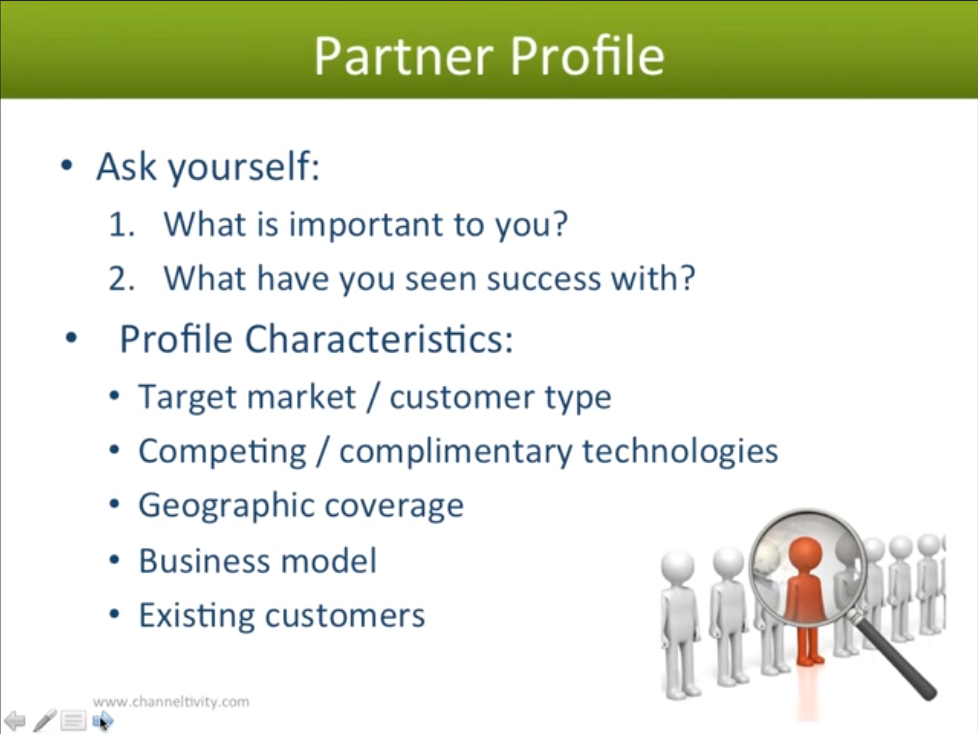 Partner Profile
• Ask yourself:
1. What is important to you?
2. What have you seen success with?
• Profile Characteristics:
• Target market / customer type
• Competing / complimentary technologies
• Geographic coverage
• Business model
• Existing customers
www.channeltivity.com